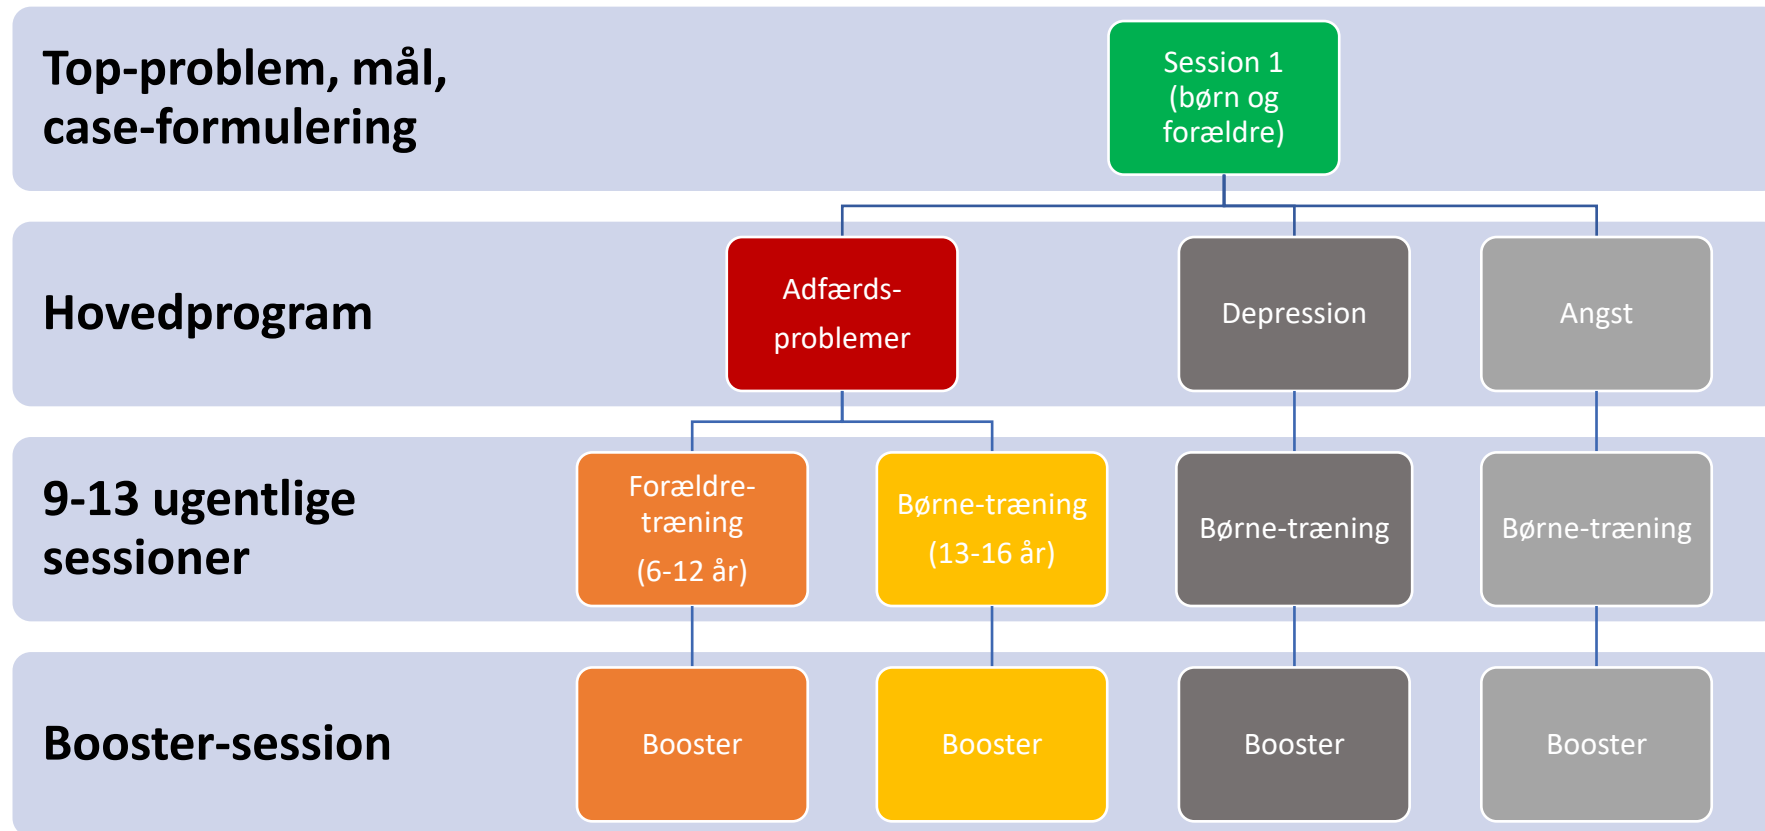 Top-problem, mål,
case-formulering
Session 1
(børn og
forældre)
Hovedprogram
Adfærds-
problemer
Depression
Angst
9-13 ugentlige
sessioner
Forældre-
træning
(6-12 år)
Børne-træning
(13-16 år)
Børne-træning
Børne-træning
Booster-session
Booster
Booster
Booster
Booster